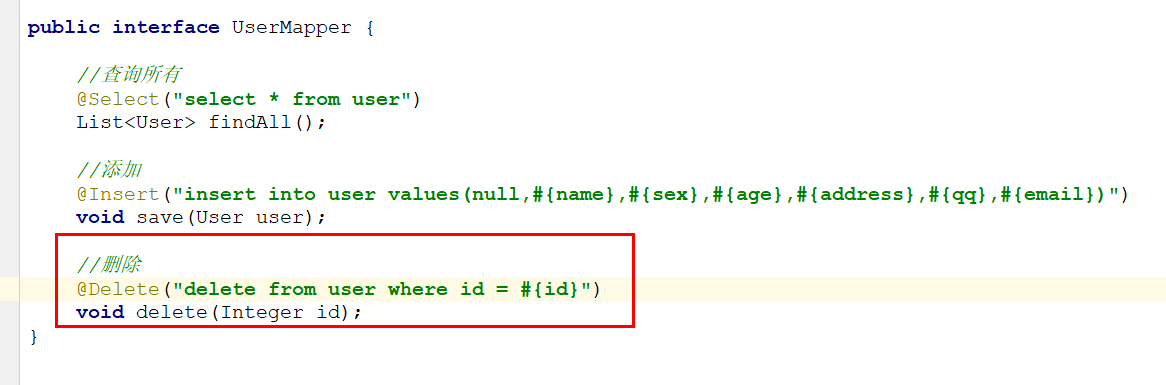 public interface UserMapper {
//查询所有
@Select("select * from user")
List<User> findAll();
//添加
@Insert("insert into user values(null,#{name},#{sex},#{age},#{address},#{qq},#{email})")
void save(User user);
//删除
@Delete("delete from user where id = #{id}")
void delete(Integer id);
}